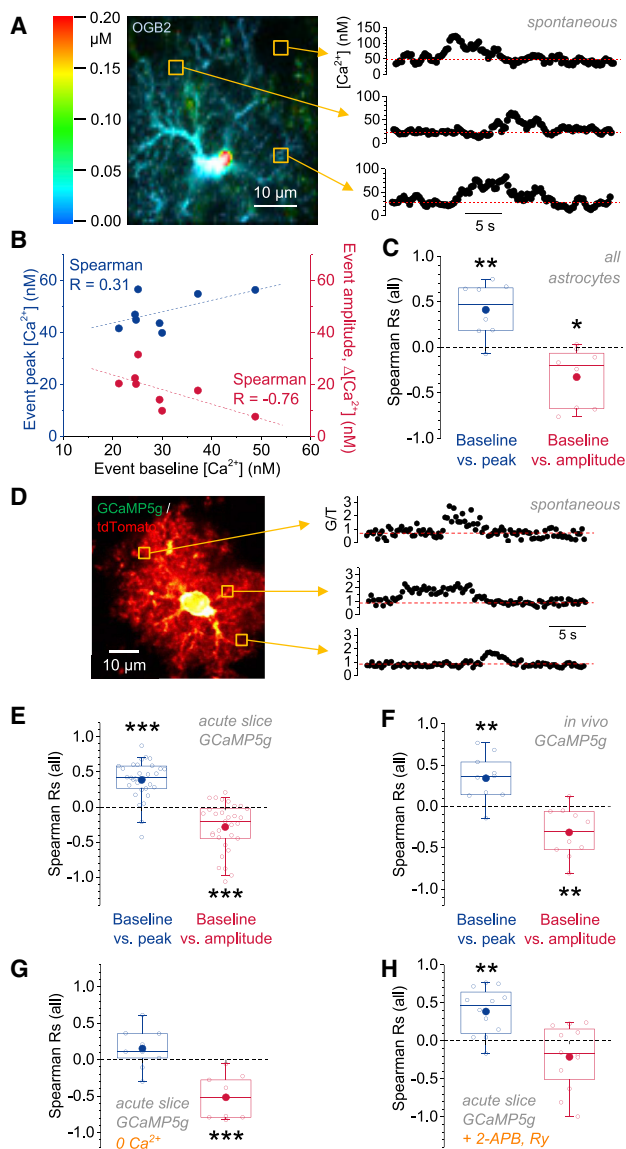 A
0.20
µM
0.15
0.10
0.05
0.00
OGB2
10 µm
[Ca²⁺] (nM)
spontaneous
150
100
50
0
100
50
0
100
50
0
5 s
B
Event peak [Ca²⁺] (nM)
60
40
20
0
Spearman
R = 0.31
Spearman
R = -0.76
60
40
20
0
Event amplitude, Δ[Ca²⁺] (nM)
10 20 30 40 50 60
Event baseline [Ca²⁺] (nM)
C
all
astrocytes
Spearman Rs (all)
1.0
0.5
0.0
-0.5
-1.0
**
*
Baseline
vs. peak
Baseline
vs. amplitude
D
GCaMP5g /
tdTomato
10 µm
G/T
spontaneous
3
2
1
0
3
2
1
0
3
2
1
0
5 s
E
acute slice
GCaMP5g
Spearman Rs (all)
1.0
0.5
0.0
-0.5
-1.0
***
***
Baseline
vs. peak
Baseline
vs. amplitude
F
in vivo
GCaMP5g
Spearman Rs (all)
1.0
0.5
0.0
-0.5
-1.0
**
**
Baseline
vs. peak
Baseline
vs. amplitude
G
Spearman Rs (all)
1.0
0.5
0.0
-0.5
-1.0
acute slice
GCaMP5g
0 Ca²⁺
***
H
Spearman Rs (all)
1.0
0.5
0.0
-0.5
-1.0
**
acute slice
GCaMP5g
+ 2-APB, Ry